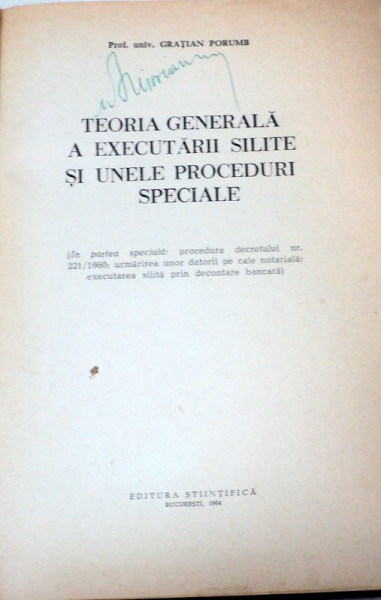 Prof. univ. GRAȚIAN PORUMB
TEORIA GENERALĂ
A EXECUTĂRII SILITE
ȘI UNELE PROCEDURI
SPECIALE
(In partea specială: procedura decretului nr.
221/1960; urmărirea unor datorii pe cale notarială:
executarea silită prin decontare bancară)
EDITURA ȘTIINȚIFICĂ
BUCUREȘTI, 1964